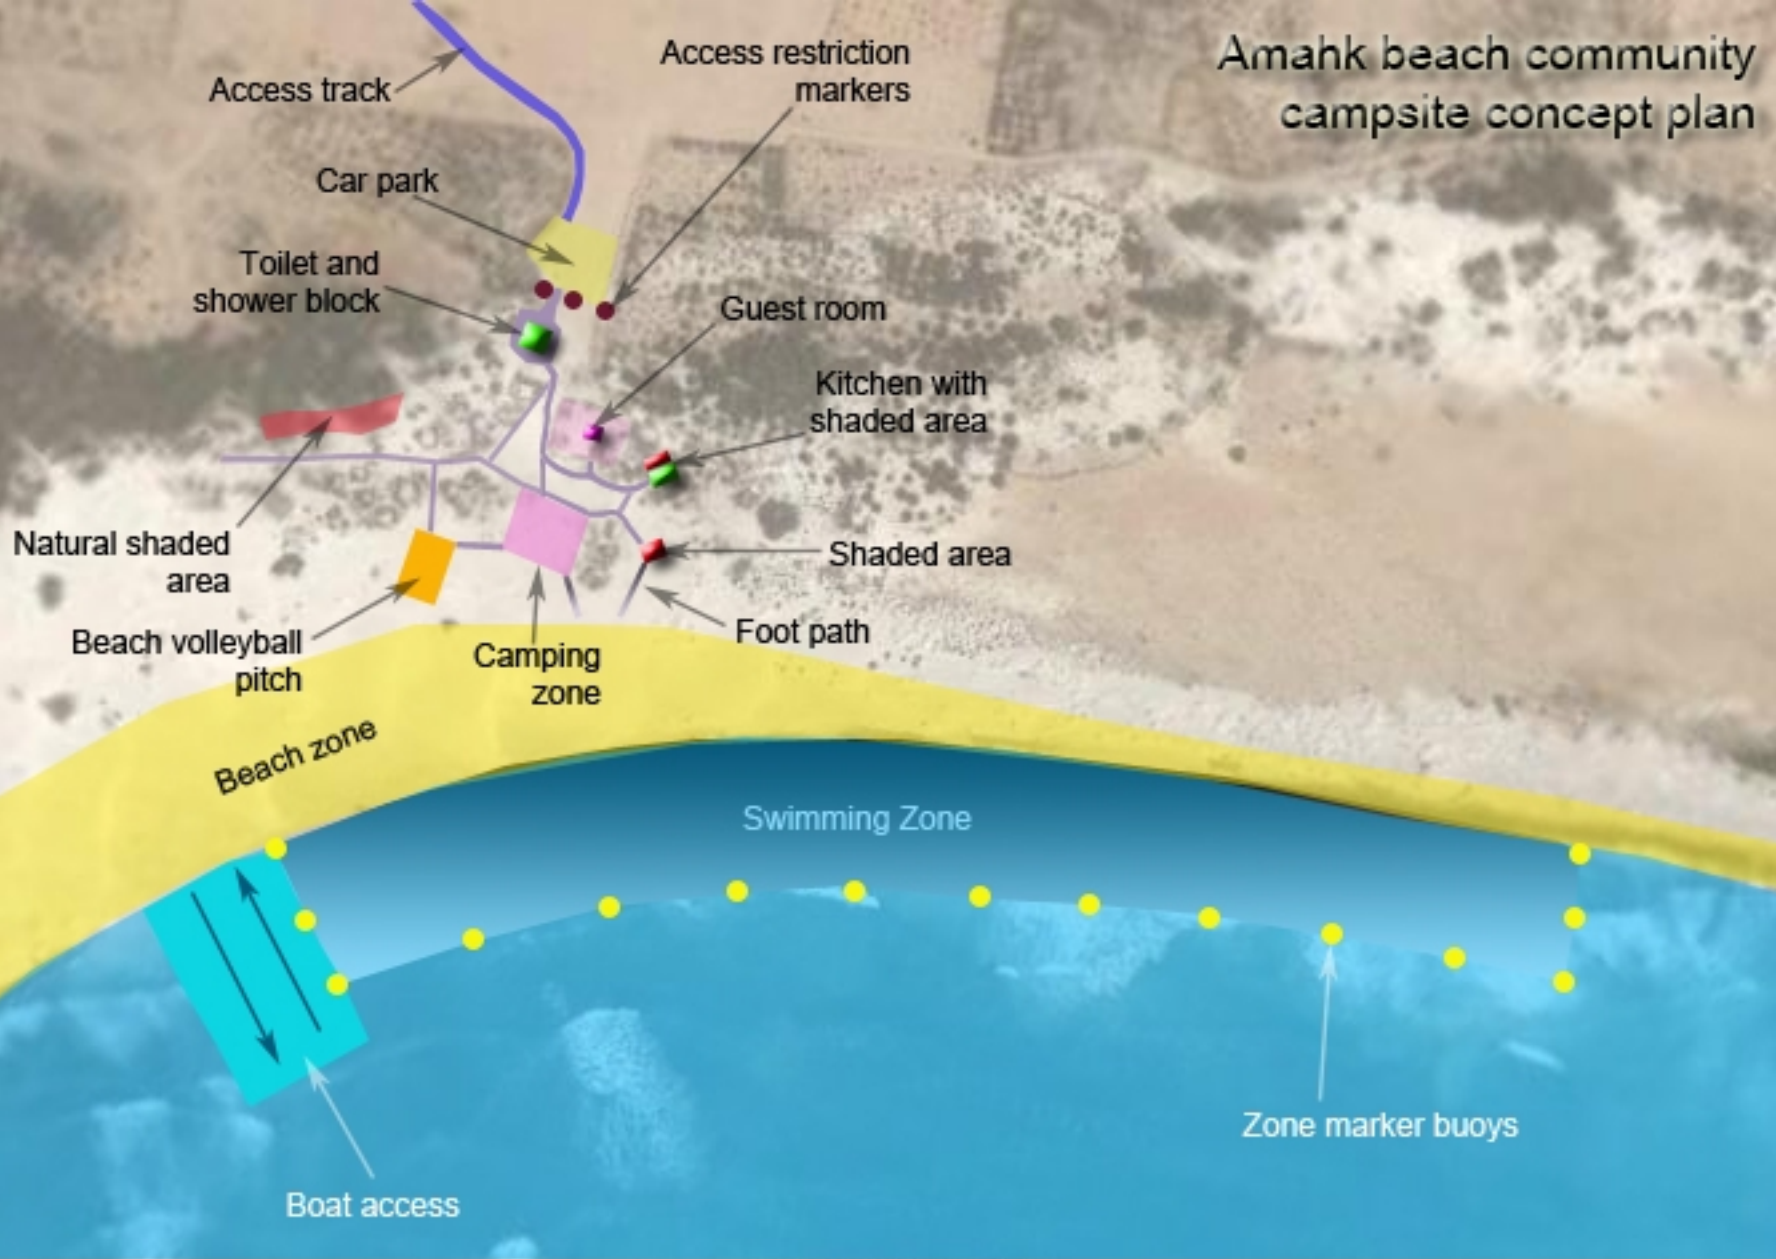 Amahk beach community
campsite concept plan
Access restriction
markers
Access track
Car park
Toilet and
shower block
Guest room
Kitchen with
shaded area
Natural shaded
area
Shaded area
Beach volleyball
pitch
Camping
zone
Foot path
Beach zone
Swimming Zone
Zone marker buoys
Boat access